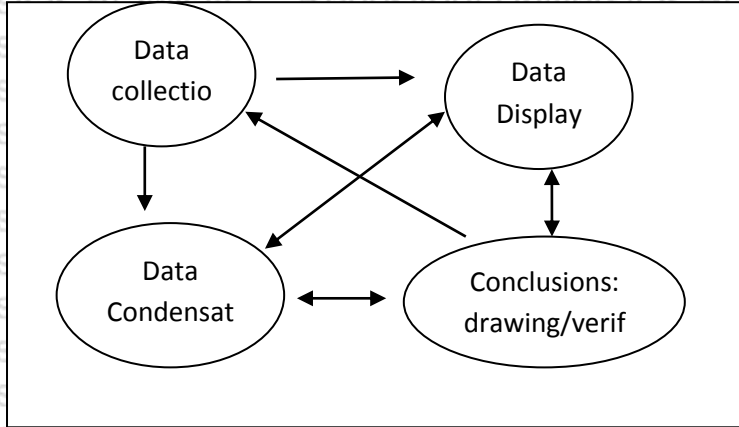 Data
collectio
Data
Display
Data
Condensat
Conclusions:
drawing/verif